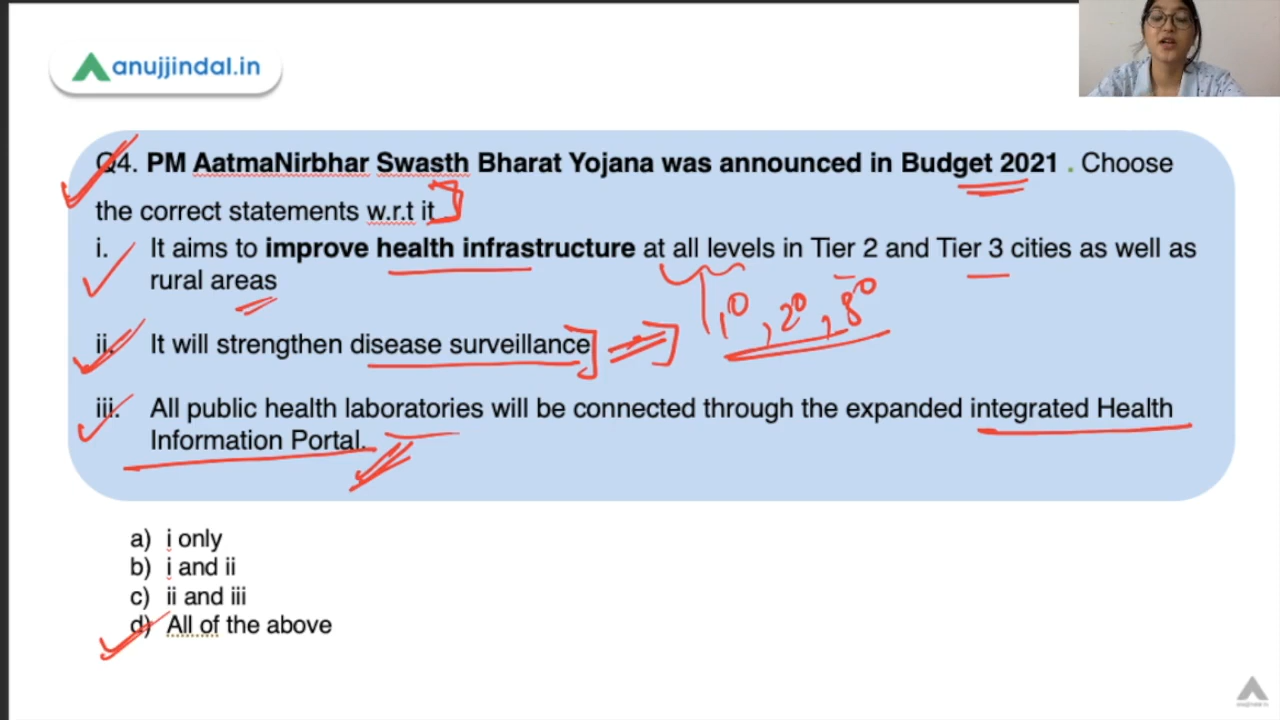 anujjindal.in
Q4. PM AatmaNirbhar Swasth Bharat Yojana was announced in Budget 2021 . Choose
the correct statements w.r.t it
i. It aims to improve health infrastructure at all levels in Tier 2 and Tier 3 cities as well as
rural areas
1°, 2°, 3°
ii. It will strengthen disease surveillance
iii. All public health laboratories will be connected through the expanded integrated Health
Information Portal.
a) i only
b) i and ii
c) ii and iii
d) All of the above
anujjindal.in